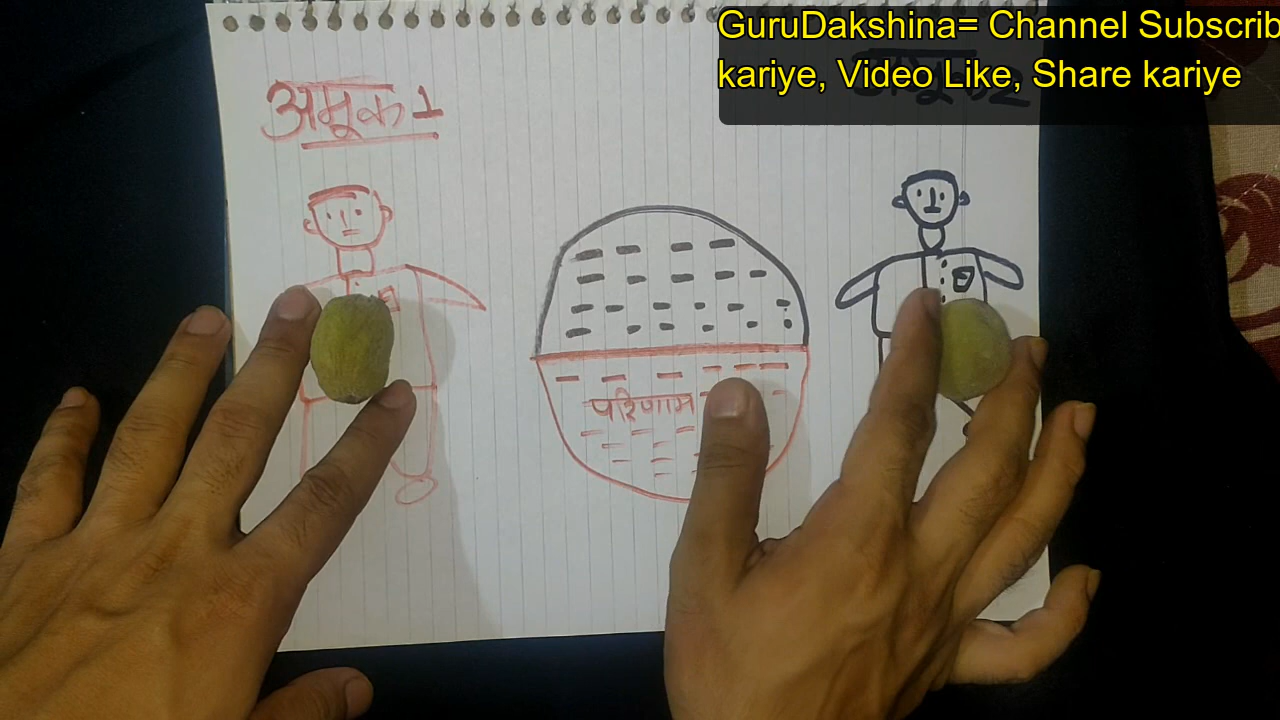 GuruDakshina= Channel Subscrib
kariye, Video Like, Share kariye
अमूक 1
परिणाम